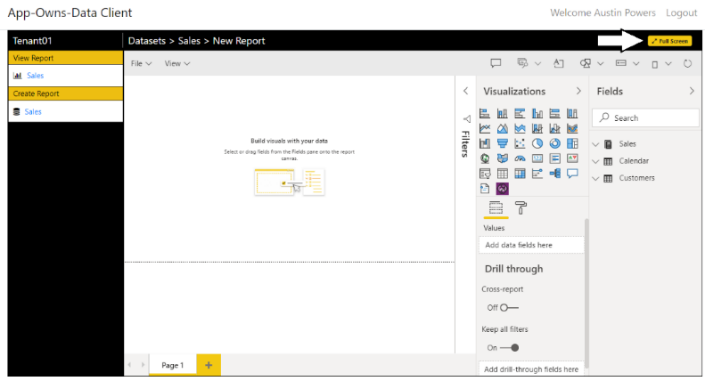 App-Owns-Data Client
Welcome Austin Powers Logout
Tenant01
Datasets > Sales > New Report
Full Screen
View Report
Sales
Create Report
Sales
File View
Filters
Build visuals with your data
Select or drag fields from the Fields pane onto the report
canvas.
Page 1
Visualizations
Values
Add data fields here
Drill through
Cross-report
Off
Keep all filters
On
Add drill-through fields here
Fields
Search
Sales
Calendar
Customers